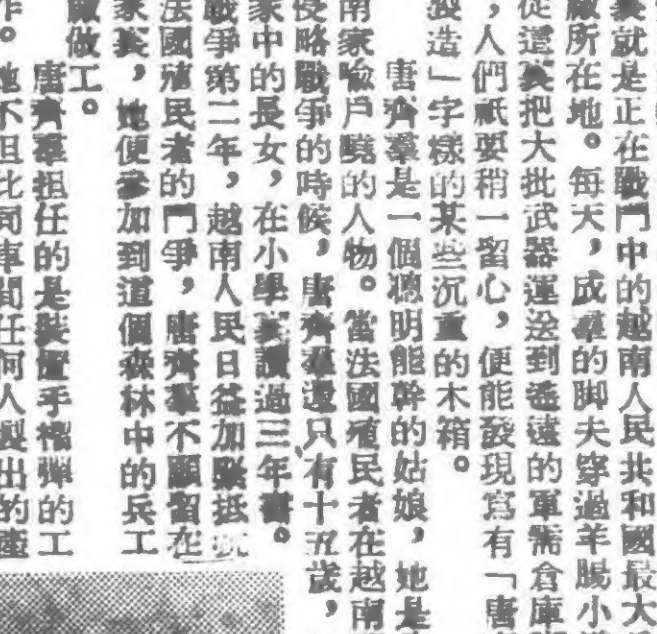 裏就是正在戰鬥中的越南人民共和國最大
廠所在地。每天,成羣的脚夫穿過羊腸小
從這裏把大批武器運送到遙遠的軍需倉庫
,人們祇要稍一留心,便能發現寫有「唐
製造」字樣的某些沉重的木箱。
唐齊羣是一個聰明能幹的姑娘,她是
南家喩戶曉的人物。當法國殖民者在越南
侵略戰爭的時候,唐齊羣還只有十五歲,
家中的長女,在小學裏讀過三年書。
戰爭第二年,越南人民日益加緊抵抗
法國殖民者的鬥爭,唐齊羣不願留在
家裏,她便參加到這個森林中的兵工
廠做工。
唐齊羣担任的是裝置手榴彈的工
作。她不但比同車間任何人製出的產